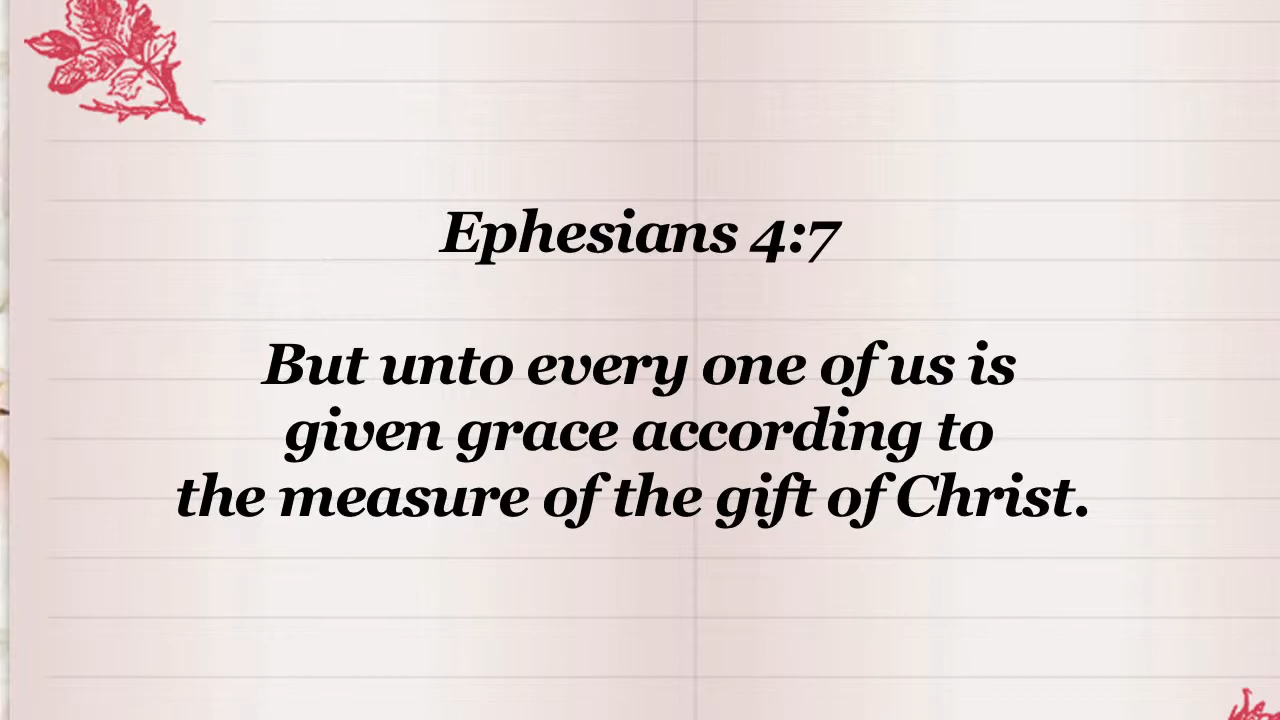 Ephesians 4:7
But unto every one of us is
given grace according to
the measure of the gift of Christ.